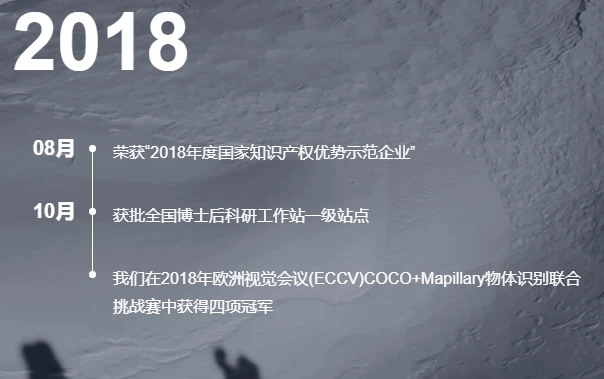 2018
08月
荣获“2018年度国家知识产权优势示范企业”
10月
获批全国博士后科研工作站一级站点
我们在2018年欧洲视觉会议(ECCV)COCO+Mapillary物体识别联合
挑战赛中获得四项冠军